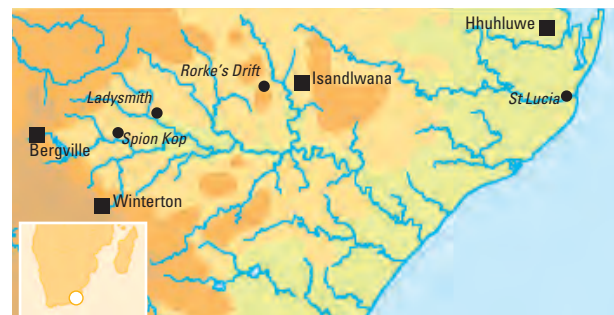 Hhuhluwe
Rorke's Drift
Isandlwana
Ladysmith
St Lucia
Spion Kop
Bergville
Winterton